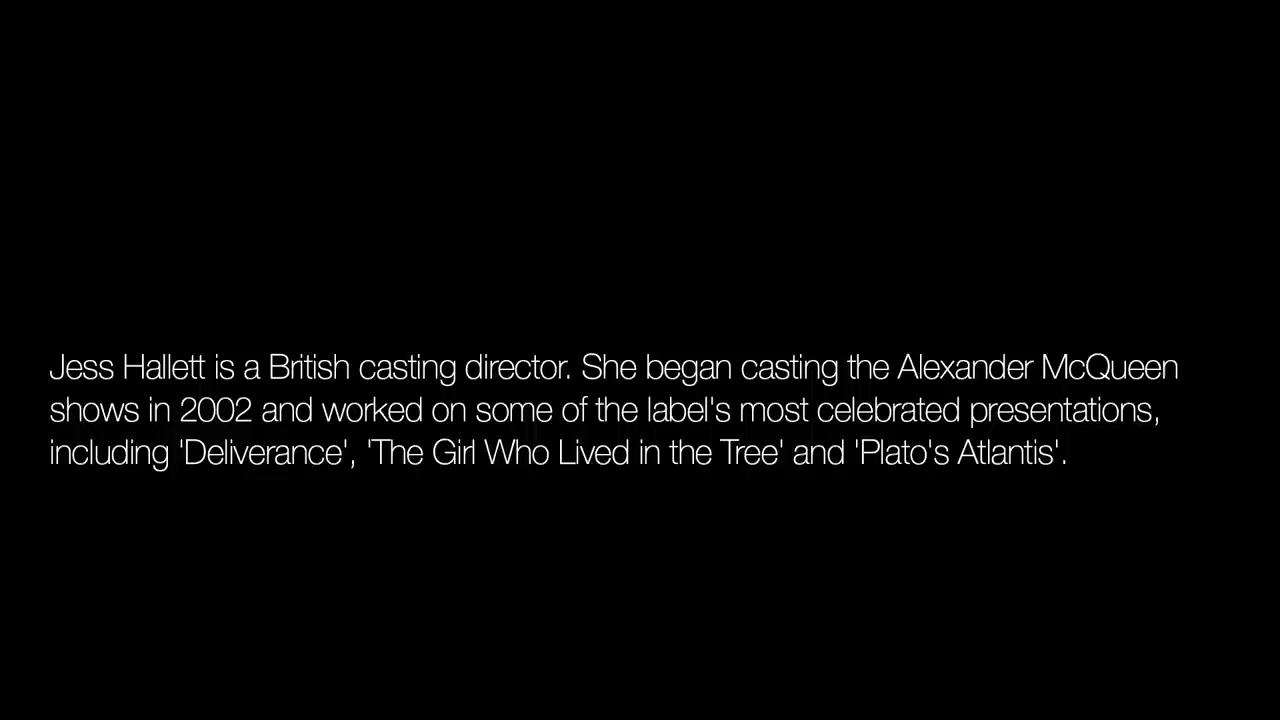 Jess Hallett is a British casting director. She began casting the Alexander McQueen
shows in 2002 and worked on some of the label's most celebrated presentations,
including 'Deliverance', 'The Girl Who Lived in the Tree' and 'Plato's Atlantis'.